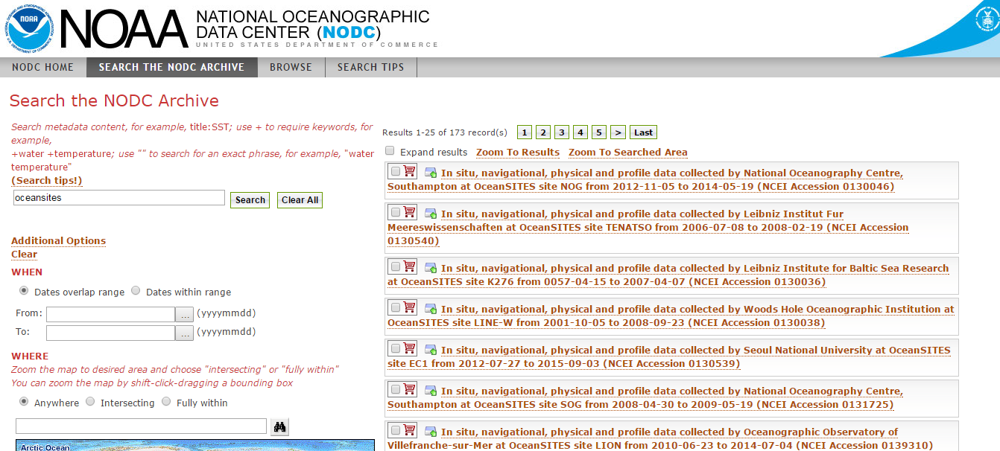 NOAA
NOAA
NATIONAL OCEANOGRAPHIC
DATA CENTER (NODC)
UNITED STATES DEPARTMENT OF COMMERCE
NODC HOME
SEARCH THE NODC ARCHIVE
BROWSE
SEARCH TIPS
Search the NODC Archive
Search metadata content, for example, title:SST; use + to require keywords, for
example,
+water +temperature; use "" to search for an exact phrase, for example, "water
temperature"
(Search tips!)
oceansites
Search
Clear All
Additional Options
Clear
WHEN
Dates overlap range
Dates within range
From:
...
(yyyymmdd)
To:
...
(yyyymmdd)
WHERE
Zoom the map to desired area and choose "intersecting" or "fully within"
You can zoom the map by shift-click-dragging a bounding box
Anywhere
Intersecting
Fully within
Arctic Ocean
Results 1-25 of 173 record(s)
1
2
3
4
5
>
Last
Expand results
Zoom To Results
Zoom To Searched Area
In situ, navigational, physical and profile data collected by National Oceanography Centre,
Southampton at OceanSITES site NOG from 2012-11-05 to 2014-05-19 (NCEI Accession 0130046)
In situ, navigational, physical and profile data collected by Leibniz Institut Fur
Meereswissenschaften at OceanSITES site TENATSO from 2006-07-08 to 2008-02-19 (NCEI Accession
0130540)
In situ, navigational, physical and profile data collected by Leibniz Institute for Baltic Sea Research
at OceanSITES site K276 from 0057-04-15 to 2007-04-07 (NCEI Accession 0130036)
In situ, navigational, physical and profile data collected by Woods Hole Oceanographic Institution at
OceanSITES site LINE-W from 2001-10-05 to 2008-09-23 (NCEI Accession 0130038)
In situ, navigational, physical and profile data collected by Seoul National University at OceanSITES
site EC1 from 2012-07-27 to 2015-09-03 (NCEI Accession 0130539)
In situ, navigational, physical and profile data collected by National Oceanography Centre,
Southampton at OceanSITES site SOG from 2008-04-30 to 2009-05-19 (NCEI Accession 0131725)
In situ, navigational, physical and profile data collected by Oceanographic Observatory of
Villefranche-sur-Mer at OceanSITES site LION from 2010-06-23 to 2014-07-04 (NCEI Accession 0139310)